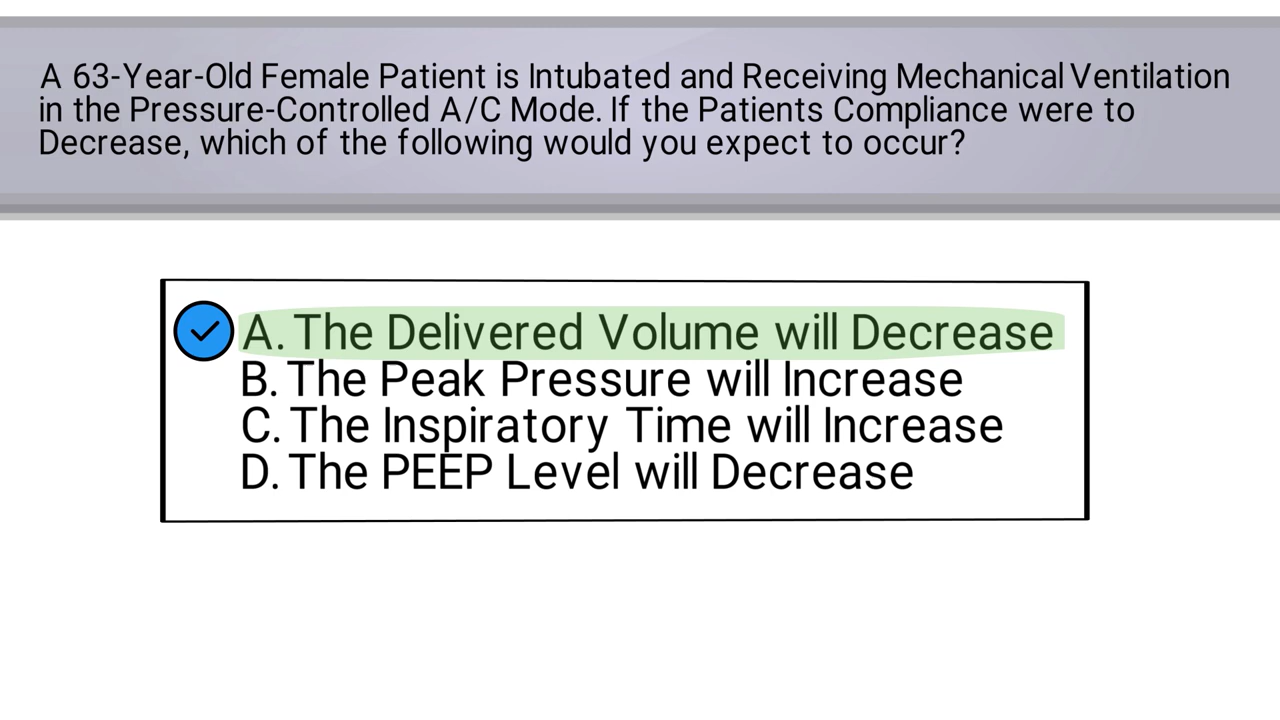 A 63-Year-Old Female Patient is Intubated and Receiving Mechanical Ventilation
in the Pressure-Controlled A/C Mode. If the Patients Compliance were to
Decrease, which of the following would you expect to occur?
A. The Delivered Volume will Decrease
B. The Peak Pressure will Increase
C. The Inspiratory Time will Increase
D. The PEEP Level will Decrease